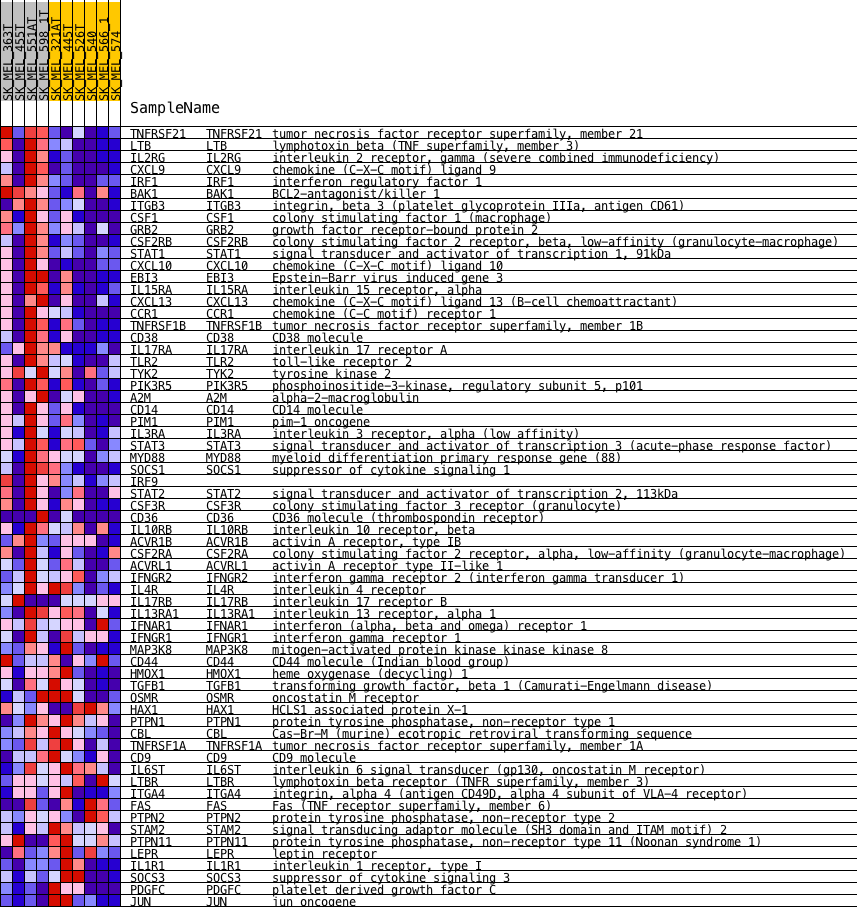 SK_MEL_363T
SK_MEL_455T
SK_MEL_551AT
SK_MEL_598_1T
SK_MEL_321AT
SK_MEL_445T
SK_MEL_526T
SK_MEL_540
SK_MEL_566_1
SK_MEL_574
SampleName
TNFRSF21 TNFRSF21 tumor necrosis factor receptor superfamily, member 21
LTB LTB lymphotoxin beta (TNF superfamily, member 3)
IL2RG IL2RG interleukin 2 receptor, gamma (severe combined immunodeficiency)
CXCL9 CXCL9 chemokine (C-X-C motif) ligand 9
IRF1 IRF1 interferon regulatory factor 1
BAK1 BAK1 BCL2-antagonist/killer 1
ITGB3 ITGB3 integrin, beta 3 (platelet glycoprotein IIIa, antigen CD61)
CSF1 CSF1 colony stimulating factor 1 (macrophage)
GRB2 GRB2 growth factor receptor-bound protein 2
CSF2RB CSF2RB colony stimulating factor 2 receptor, beta, low-affinity (granulocyte-macrophage)
STAT1 STAT1 signal transducer and activator of transcription 1, 91kDa
CXCL10 CXCL10 chemokine (C-X-C motif) ligand 10
EBI3 EBI3 Epstein-Barr virus induced gene 3
IL15RA IL15RA interleukin 15 receptor, alpha
CXCL13 CXCL13 chemokine (C-X-C motif) ligand 13 (B-cell chemoattractant)
CCR1 CCR1 chemokine (C-C motif) receptor 1
TNFRSF1B TNFRSF1B tumor necrosis factor receptor superfamily, member 1B
CD38 CD38 CD38 molecule
IL17RA IL17RA interleukin 17 receptor A
TLR2 TLR2 toll-like receptor 2
TYK2 TYK2 tyrosine kinase 2
PIK3R5 PIK3R5 phosphoinositide-3-kinase, regulatory subunit 5, p101
A2M A2M alpha-2-macroglobulin
CD14 CD14 CD14 molecule
PIM1 PIM1 pim-1 oncogene
IL3RA IL3RA interleukin 3 receptor, alpha (low affinity)
STAT3 STAT3 signal transducer and activator of transcription 3 (acute-phase response factor)
MYD88 MYD88 myeloid differentiation primary response gene (88)
SOCS1 SOCS1 suppressor of cytokine signaling 1
IRF9
STAT2 STAT2 signal transducer and activator of transcription 2, 113kDa
CSF3R CSF3R colony stimulating factor 3 receptor (granulocyte)
CD36 CD36 CD36 molecule (thrombospondin receptor)
IL10RB IL10RB interleukin 10 receptor, beta
ACVR1B ACVR1B activin A receptor, type IB
CSF2RA CSF2RA colony stimulating factor 2 receptor, alpha, low-affinity (granulocyte-macrophage)
ACVRL1 ACVRL1 activin A receptor type II-like 1
IFNGR2 IFNGR2 interferon gamma receptor 2 (interferon gamma transducer 1)
IL4R IL4R interleukin 4 receptor
IL17RB IL17RB interleukin 17 receptor B
IL13RA1 IL13RA1 interleukin 13 receptor, alpha 1
IFNAR1 IFNAR1 interferon (alpha, beta and omega) receptor 1
IFNGR1 IFNGR1 interferon gamma receptor 1
MAP3K8 MAP3K8 mitogen-activated protein kinase kinase kinase 8
CD44 CD44 CD44 molecule (Indian blood group)
HMOX1 HMOX1 heme oxygenase (decycling) 1
TGFB1 TGFB1 transforming growth factor, beta 1 (Camurati-Engelmann disease)
OSMR OSMR oncostatin M receptor
HAX1 HAX1 HCLS1 associated protein X-1
PTPN1 PTPN1 protein tyrosine phosphatase, non-receptor type 1
CBL CBL Cas-Br-M (murine) ecotropic retroviral transforming sequence
TNFRSF1A TNFRSF1A tumor necrosis factor receptor superfamily, member 1A
CD9 CD9 CD9 molecule
IL6ST IL6ST interleukin 6 signal transducer (gp130, oncostatin M receptor)
LTBR LTBR lymphotoxin beta receptor (TNFR superfamily, member 3)
ITGA4 ITGA4 integrin, alpha 4 (antigen CD49D, alpha 4 subunit of VLA-4 receptor)
FAS FAS Fas (TNF receptor superfamily, member 6)
PTPN2 PTPN2 protein tyrosine phosphatase, non-receptor type 2
STAM2 STAM2 signal transducing adaptor molecule (SH3 domain and ITAM motif) 2
PTPN11 PTPN11 protein tyrosine phosphatase, non-receptor type 11 (Noonan syndrome 1)
LEPR LEPR leptin receptor
IL1R1 IL1R1 interleukin 1 receptor, type I
SOCS3 SOCS3 suppressor of cytokine signaling 3
PDGFC PDGFC platelet derived growth factor C
JUN JUN jun oncogene